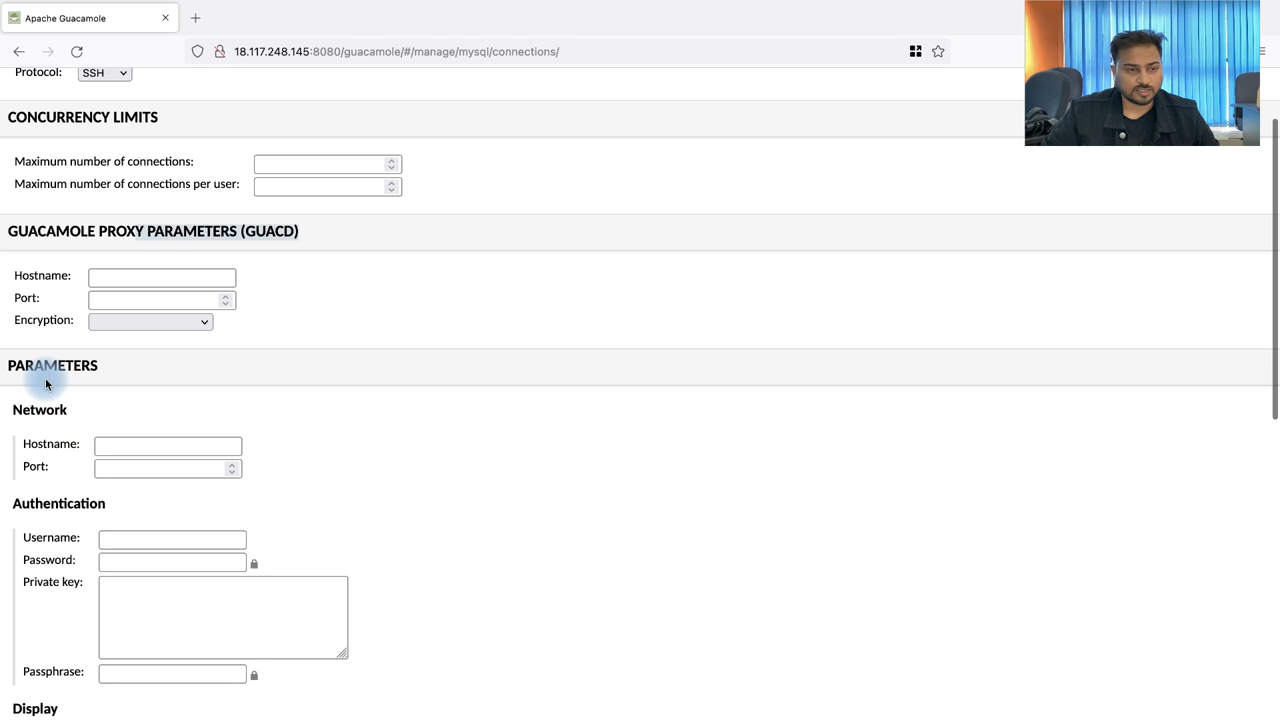 Apache Guacamole
18.117.248.145:8080/guacamole/#/manage/mysql/connections/
Protocol: SSH
CONCURRENCY LIMITS
Maximum number of connections:
Maximum number of connections per user:
GUACAMOLE PROXY PARAMETERS (GUACD)
Hostname:
Port:
Encryption:
PARAMETERS
Network
Hostname:
Port:
Authentication
Username:
Password:
Private key:
Passphrase:
Display